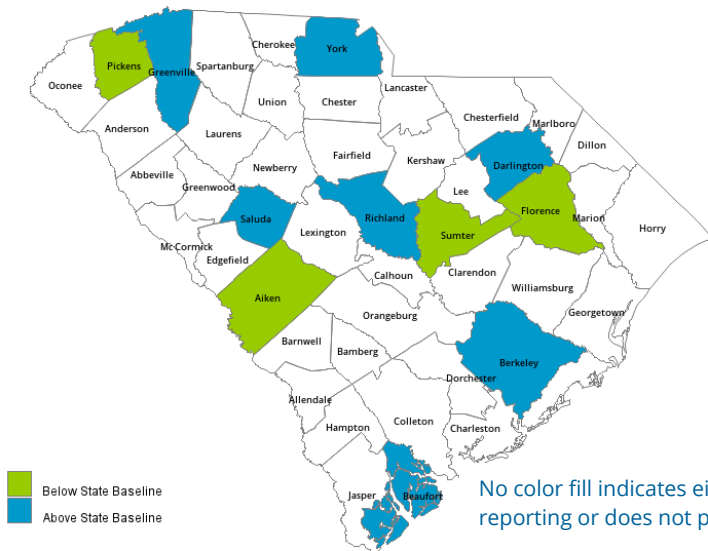 Cherokee
York
Pickens
Greenville
Spartanburg
Oconee
Lancaster
Union
Chester
Chesterfield
Marlboro
Anderson
Laurens
Dillon
Fairfield
Kershaw
Darlington
Newberry
Abbeville
Greenwood
Lee
Florence
Marion
Saluda
Richland
Horry
Lexington
Sumter
Mc Cormick
Edgefield
Calhoun
Clarendon
Williamsburg
Aiken
Orangeburg
Georgetown
Barnwell
Bamberg
Berkeley
Dorchester
Allendale
Colleton
Hampton
Charleston
Jasper
Beaufort
Below State Baseline
Above State Baseline
No color fill indicates
reporting or does not